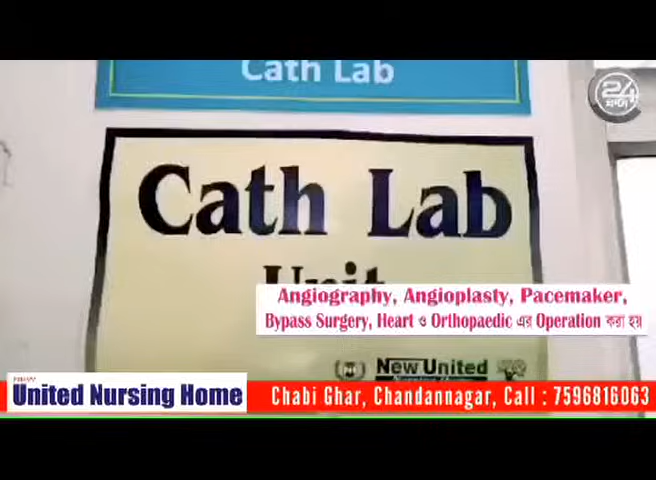 Cath Lab
24
ঘণ্টা
Cath Lab
Unit
Angiography, Angioplasty, Pacemaker,
Bypass Surgery, Heart ও Orthopaedic এর Operation করা হয়
New United
United Nursing Home
Chabi Ghar, Chandannagar, Call : 7596816063